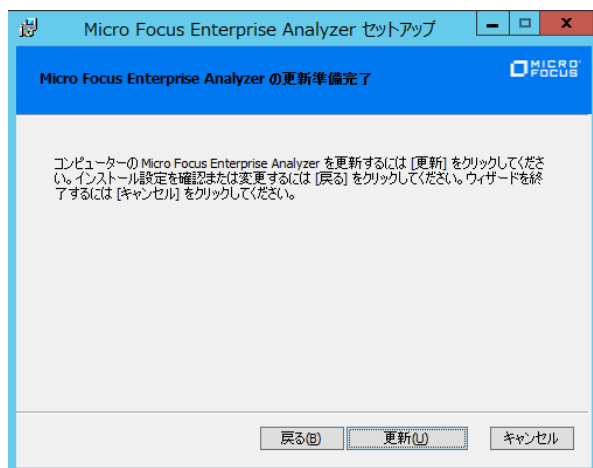 Micro Focus Enterprise Analyzer セットアップ
Micro Focus Enterprise Analyzer の更新準備完了
MICRO
FOCUS
コンピューターの Micro Focus Enterprise Analyzer を更新するには [更新] をクリックしてくださ
い。インストール設定を確認または変更するには [戻る] をクリックしてください。ウィザードを終
了するには [キャンセル] をクリックしてください。
戻る(B) 更新(U) キャンセル